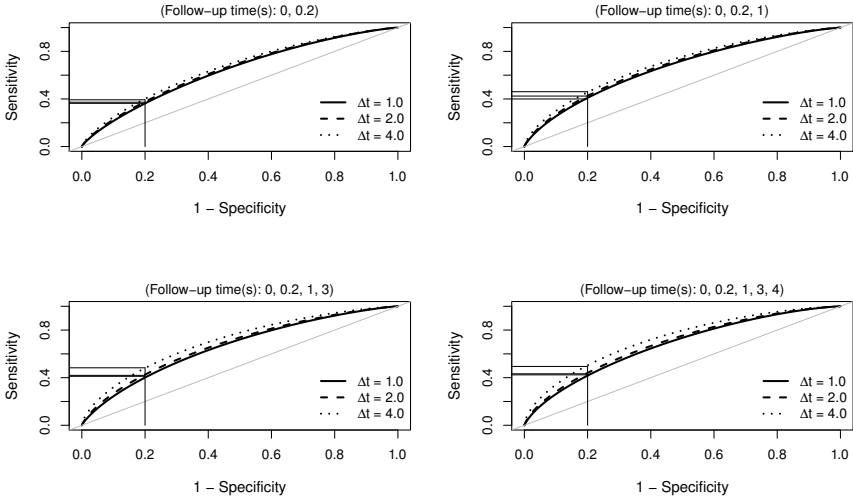 (Follow−up time(s): 0, 0.2)
Sensitivity
0.0 0.4 0.8
Δt = 1.0
Δt = 2.0
Δt = 4.0
0.0 0.2 0.4 0.6 0.8 1.0
1 − Specificity
(Follow−up time(s): 0, 0.2, 1)
Sensitivity
0.0 0.4 0.8
Δt = 1.0
Δt = 2.0
Δt = 4.0
0.0 0.2 0.4 0.6 0.8 1.0
1 − Specificity
(Follow−up time(s): 0, 0.2, 1, 3)
Sensitivity
0.0 0.4 0.8
Δt = 1.0
Δt = 2.0
Δt = 4.0
0.0 0.2 0.4 0.6 0.8 1.0
1 − Specificity
(Follow−up time(s): 0, 0.2, 1, 3, 4)
Sensitivity
0.0 0.4 0.8
Δt = 1.0
Δt = 2.0
Δt = 4.0
0.0 0.2 0.4 0.6 0.8 1.0
1 − Specificity